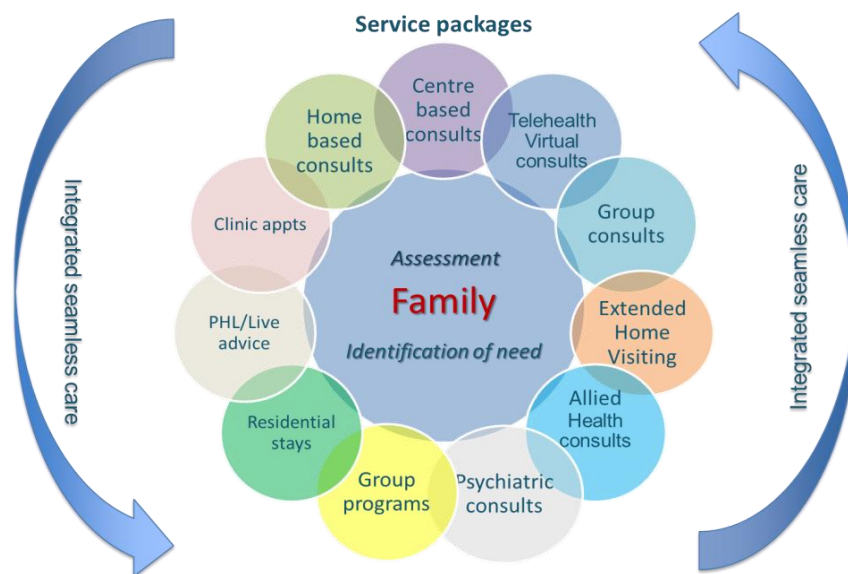 Service packages
Centre
based
consults
Telehealth
Virtual
consults
Group
consults
Extended
Home
Visiting
Allied
Health
consults
Psychiatric
consults
Group
programs
Residential
stays
PHL/Live
advice
Clinic appts
Home
based
consults
Assessment
Family
Identification of need
Integrated seamless care
Integrated seamless care